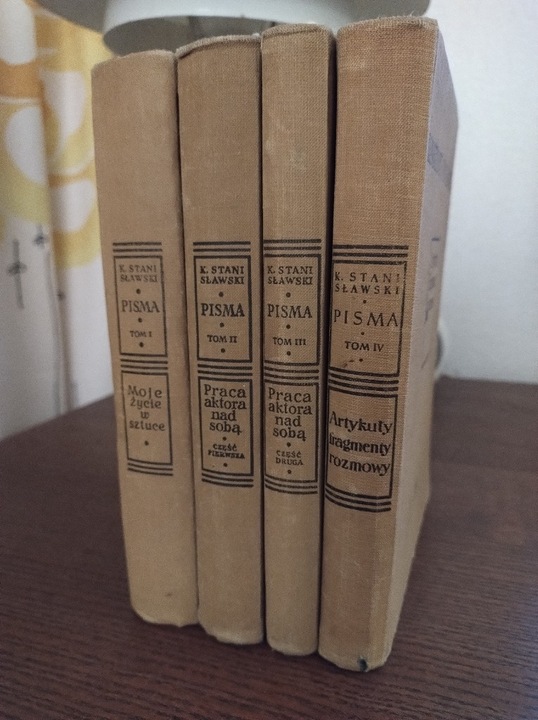 K. STANI
SŁAWSKI
PISMA
TOM I
Moje
życie
w
sztuce
K. STANI
SŁAWSKI
PISMA
TOM II
Praca
aktora
nad
sobą
CZĘŚĆ
PIERWSZA
K. STANI
SŁAWSKI
PISMA
TOM III
Praca
aktora
nad
sobą
CZĘŚĆ
DRUGA
K. STANI
SŁAWSKI
PISMA
TOM IV
Artykuły
fragmenty
rozmowy